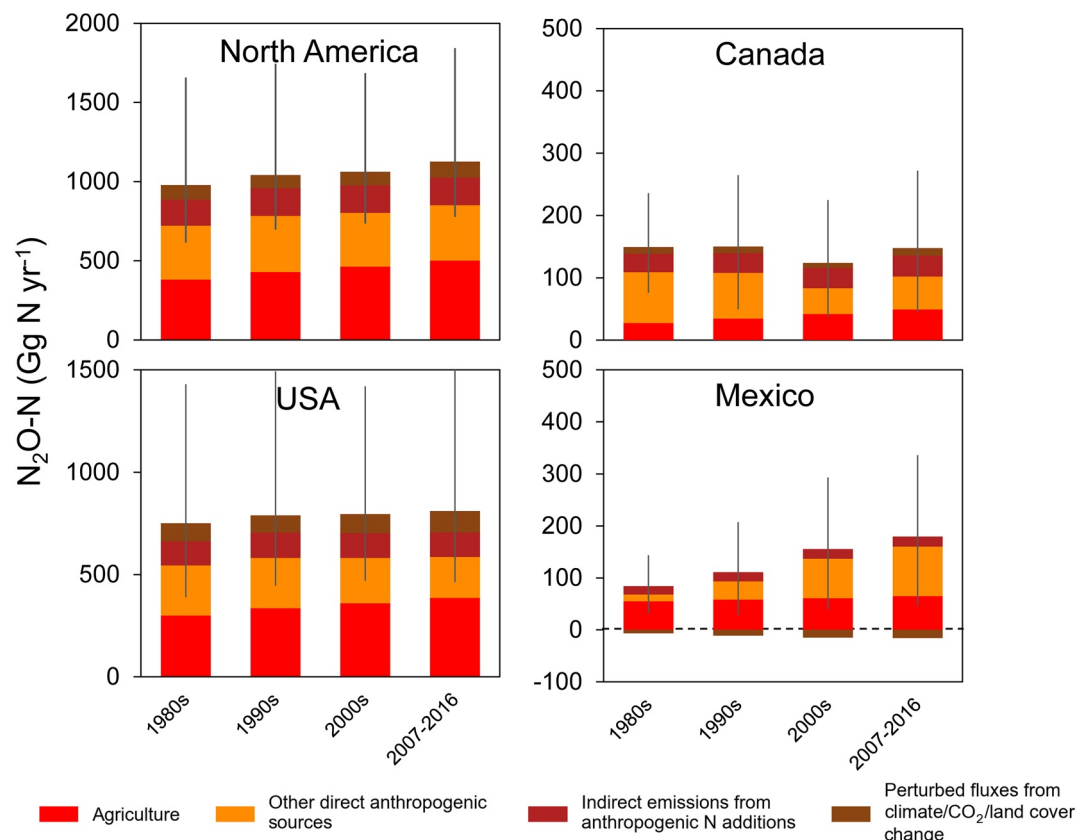 N₂O-N (Gg N yr⁻¹)
North America
2000
1500
1000
500
0
Canada
500
400
300
200
100
0
USA
1500
1000
500
0
1980s
1990s
2000s
2007-2016
Mexico
500
400
300
200
100
0
-100
1980s
1990s
2000s
2007-2016
Agriculture
Other direct anthropogenic
sources
Indirect emissions from
anthropogenic N additions
Perturbed fluxes from
climate/CO₂/land cover
change